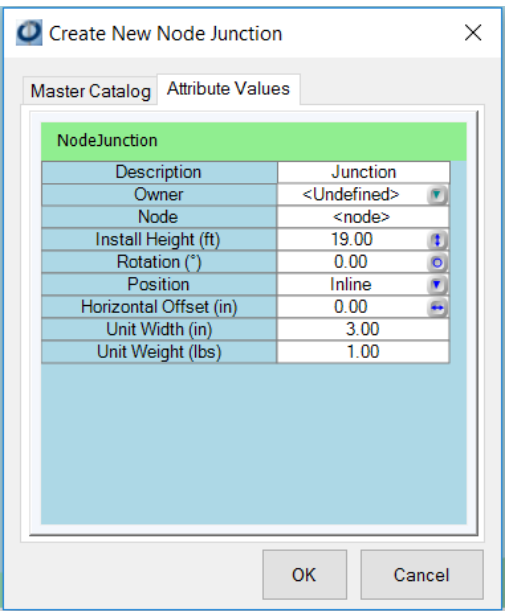 Create New Node Junction
Master Catalog Attribute Values
NodeJunction
Description Junction
Owner <Undefined>
Node <node>
Install Height (ft) 19.00
Rotation (°) 0.00
Position Inline
Horizontal Offset (in) 0.00
Unit Width (in) 3.00
Unit Weight (lbs) 1.00
OK Cancel